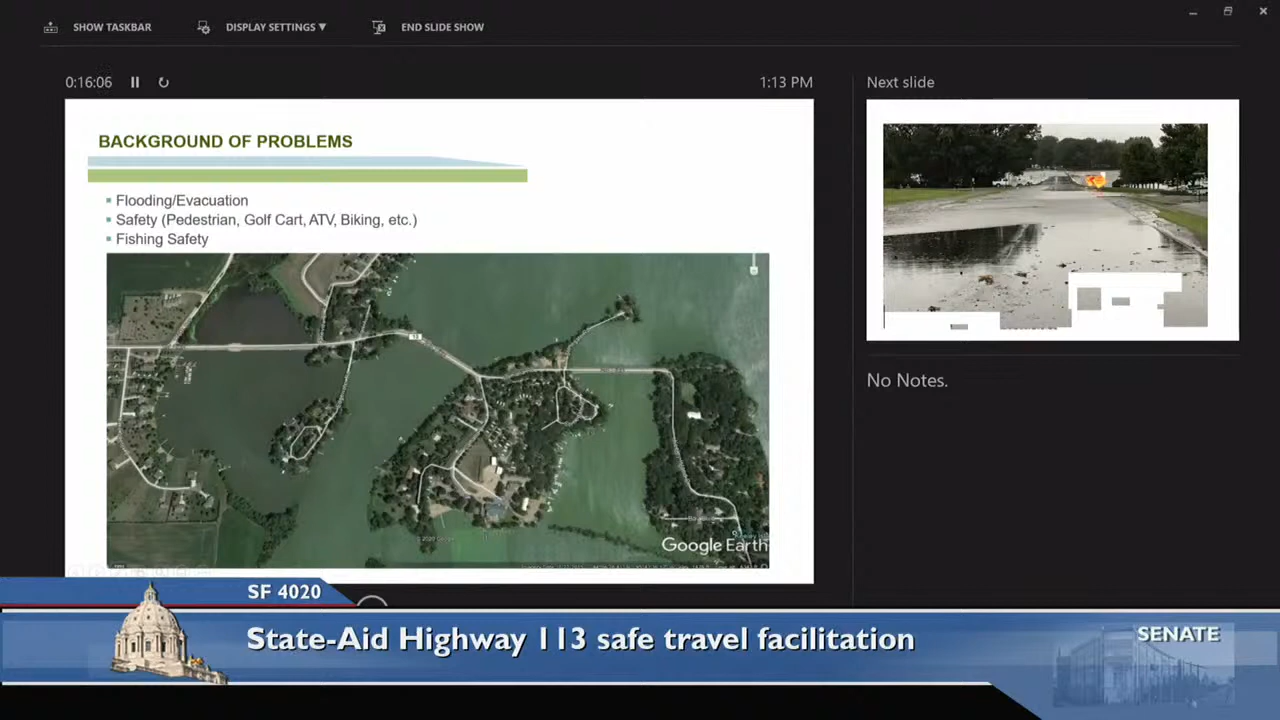 SHOW TASKBAR
DISPLAY SETTINGS ▼
END SLIDE SHOW
0:16:06
1:13 PM
Next slide
BACKGROUND OF PROBLEMS
▪ Flooding/Evacuation
▪ Safety (Pedestrian, Golf Cart, ATV, Biking, etc.)
▪ Fishing Safety
No Notes.
Google Earth
SF 4020
State-Aid Highway 113 safe travel facilitation
SENATE